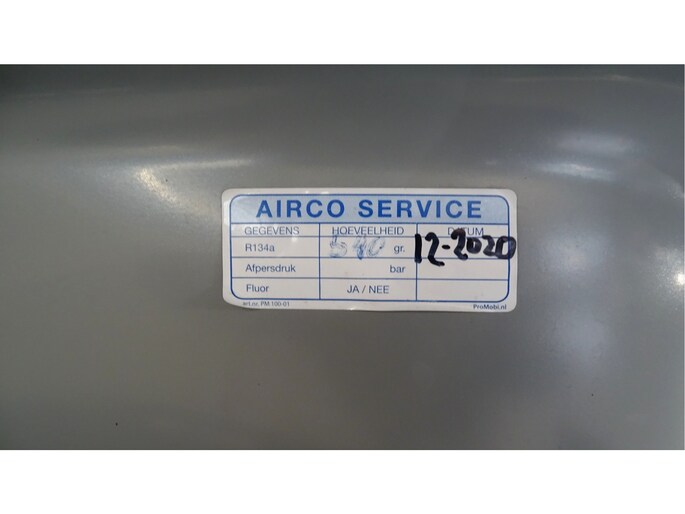 AIRCO SERVICE
GEGEVENS HOEVEELHEID DATUM
R134a gr. 12-2020
Afpersdruk bar
Fluor JA / NEE
art.nr. PM.100-01 ProMobi.nl